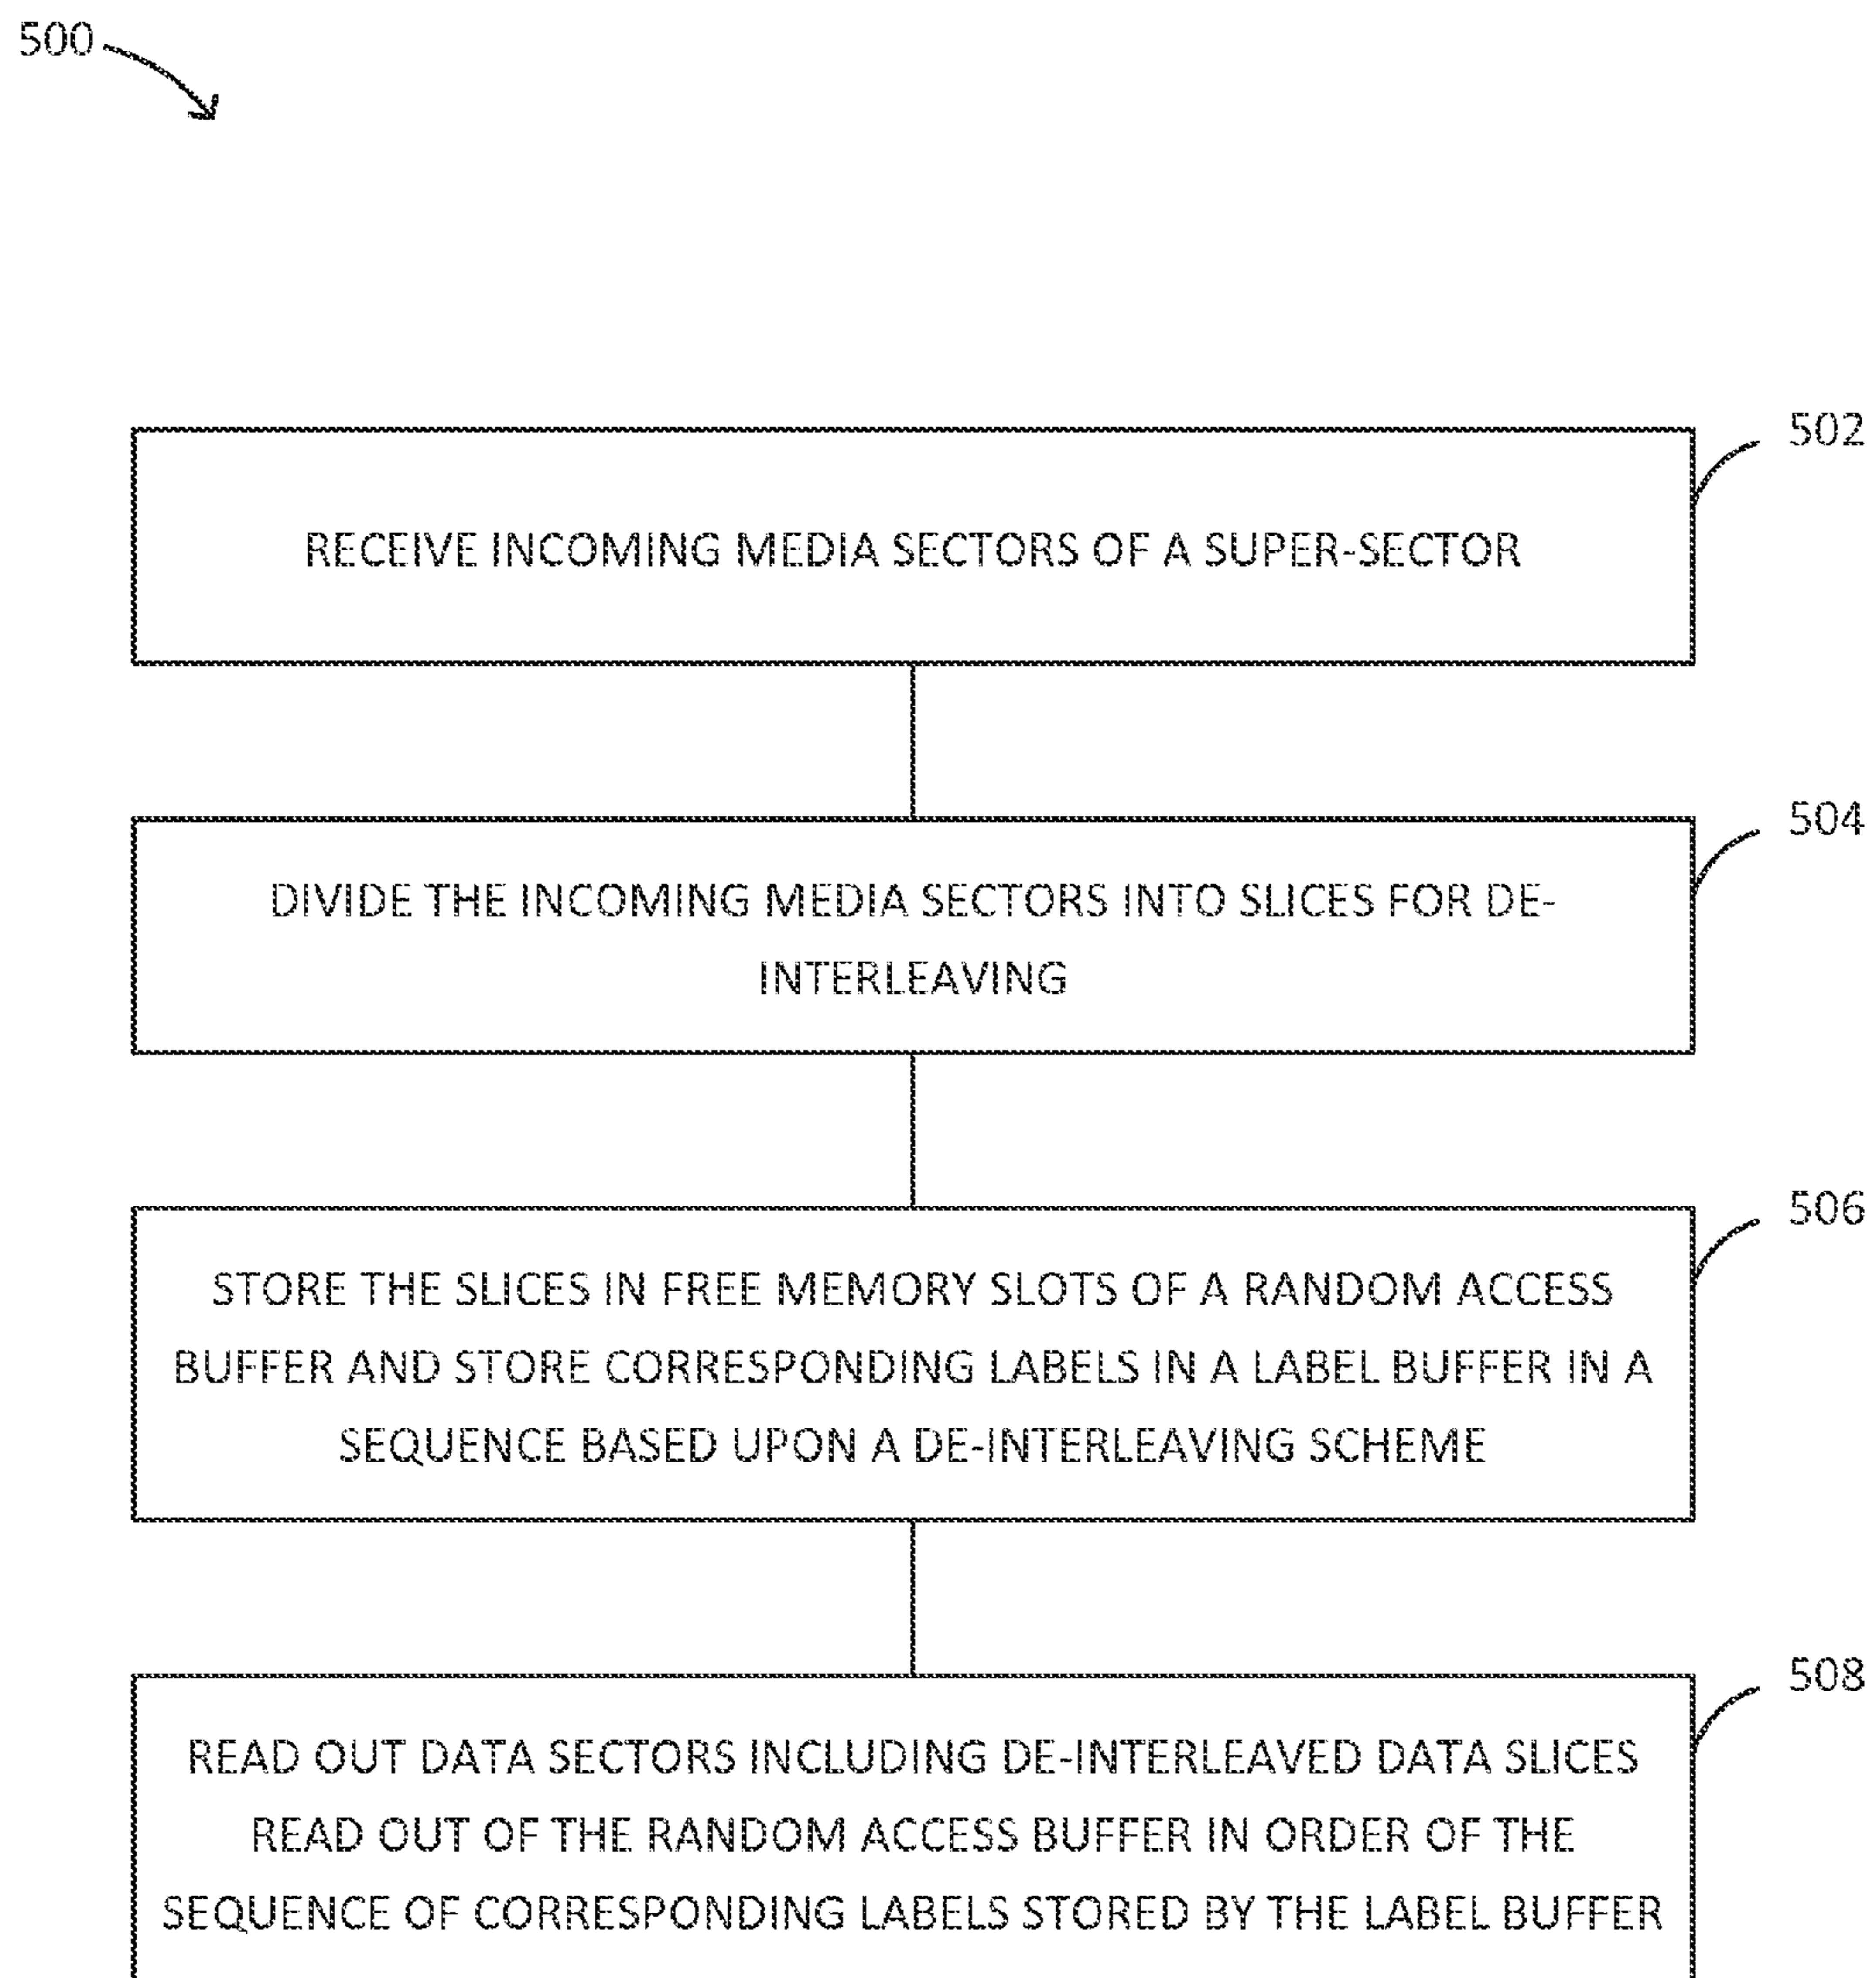 500
502
RECEIVE INCOMING MEDIA SECTORS OF A SUPER-SECTOR
504
DIVIDE THE INCOMING MEDIA SECTORS INTO SLICES FOR DE-
INTERLEAVING
506
STORE THE SLICES IN FREE MEMORY SLOTS OF A RANDOM ACCESS
BUFFER AND STORE CORRESPONDING LABELS IN A LABEL BUFFER IN A
SEQUENCE BASED UPON A DE-INTERLEAVING SCHEME
508
READ OUT DATA SECTORS INCLUDING DE-INTERLEAVED DATA SLICES
READ OUT OF THE RANDOM ACCESS BUFFER IN ORDER OF THE
SEQUENCE OF CORRESPONDING LABELS STORED BY THE LABEL BUFFER